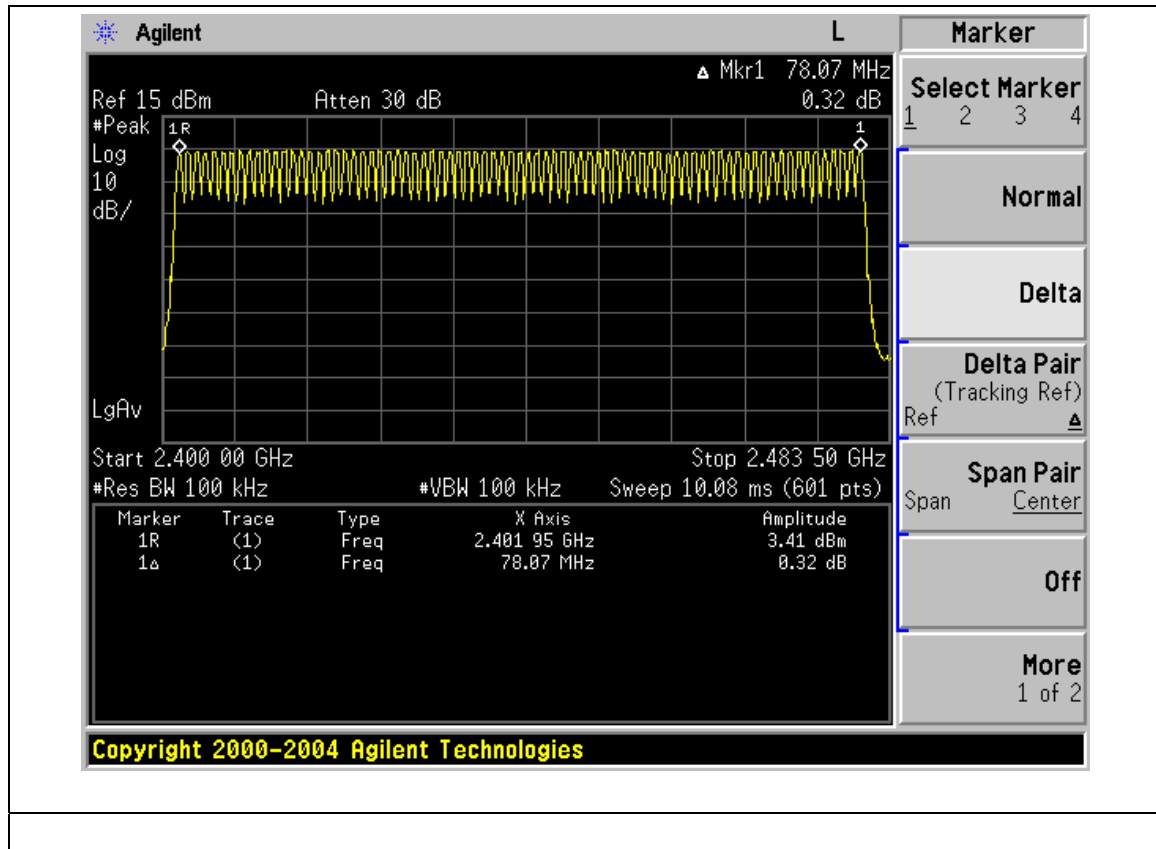 Agilent L
Δ Mkr1 78.07 MHz
Ref 15 dBm Atten 30 dB 0.32 dB
#Peak
Log
10
dB/
1R 1
LgAv
Start 2.400 00 GHz Stop 2.483 50 GHz
#Res BW 100 kHz #VBW 100 kHz Sweep 10.08 ms (601 pts)
Marker Trace Type X Axis Amplitude
1R (1) Freq 2.401 95 GHz 3.41 dBm
1Δ (1) Freq 78.07 MHz 0.32 dB
Copyright 2000-2004 Agilent Technologies
Marker
Select Marker
1 2 3 4
Normal
Delta
Delta Pair
(Tracking Ref)
Ref Δ
Span Pair
Span Center
Off
More
1 of 2